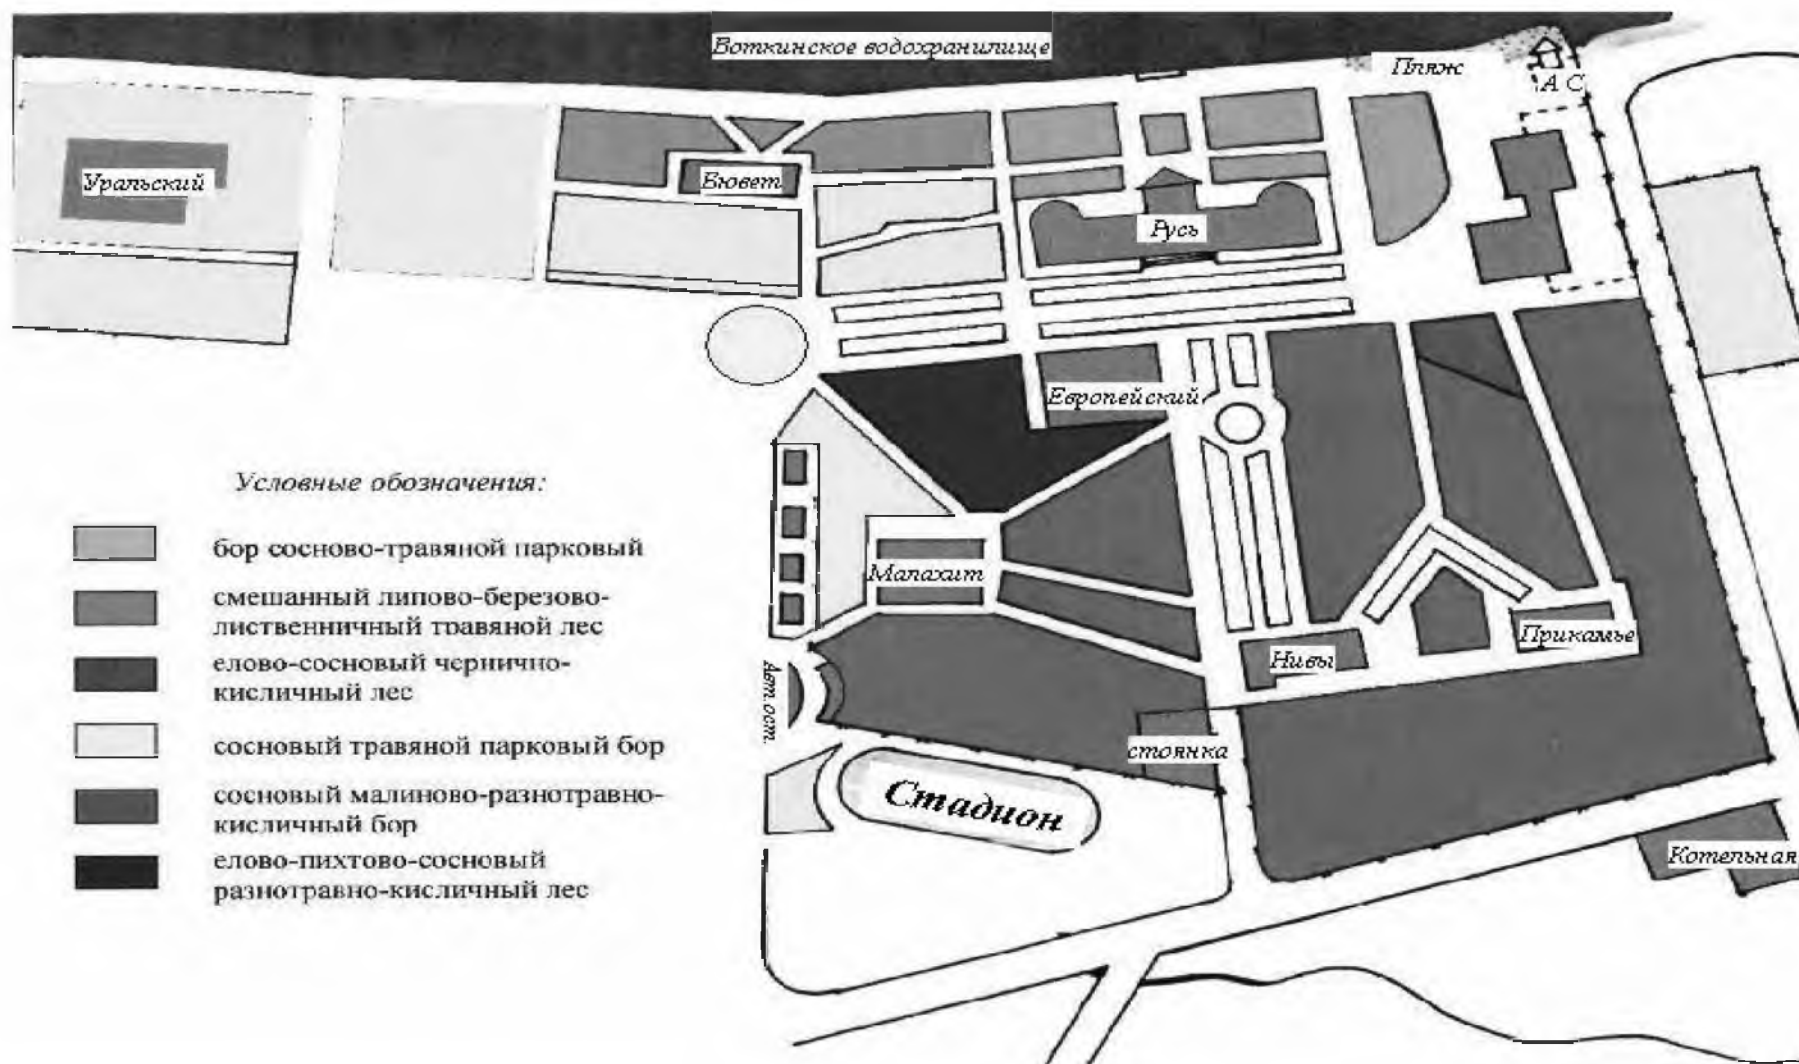 Воткинское водохранилище
Пляж
А С
Уральский
Бювет
Русь
Европейский
Условные обозначения:
бор сосново-травяной парковый
смешанный липово-березово-
лиственничный травяной лес
елово-сосновый чернично-
кисличный лес
сосновый травяной парковый бор
сосновый малиново-разнотравно-
кисличный бор
елово-пихтово-сосновый
разнотравно-кисличный лес
Малахит
Нивы
Прикамье
Авт. ост.
стоянка
Стадион
Котельная